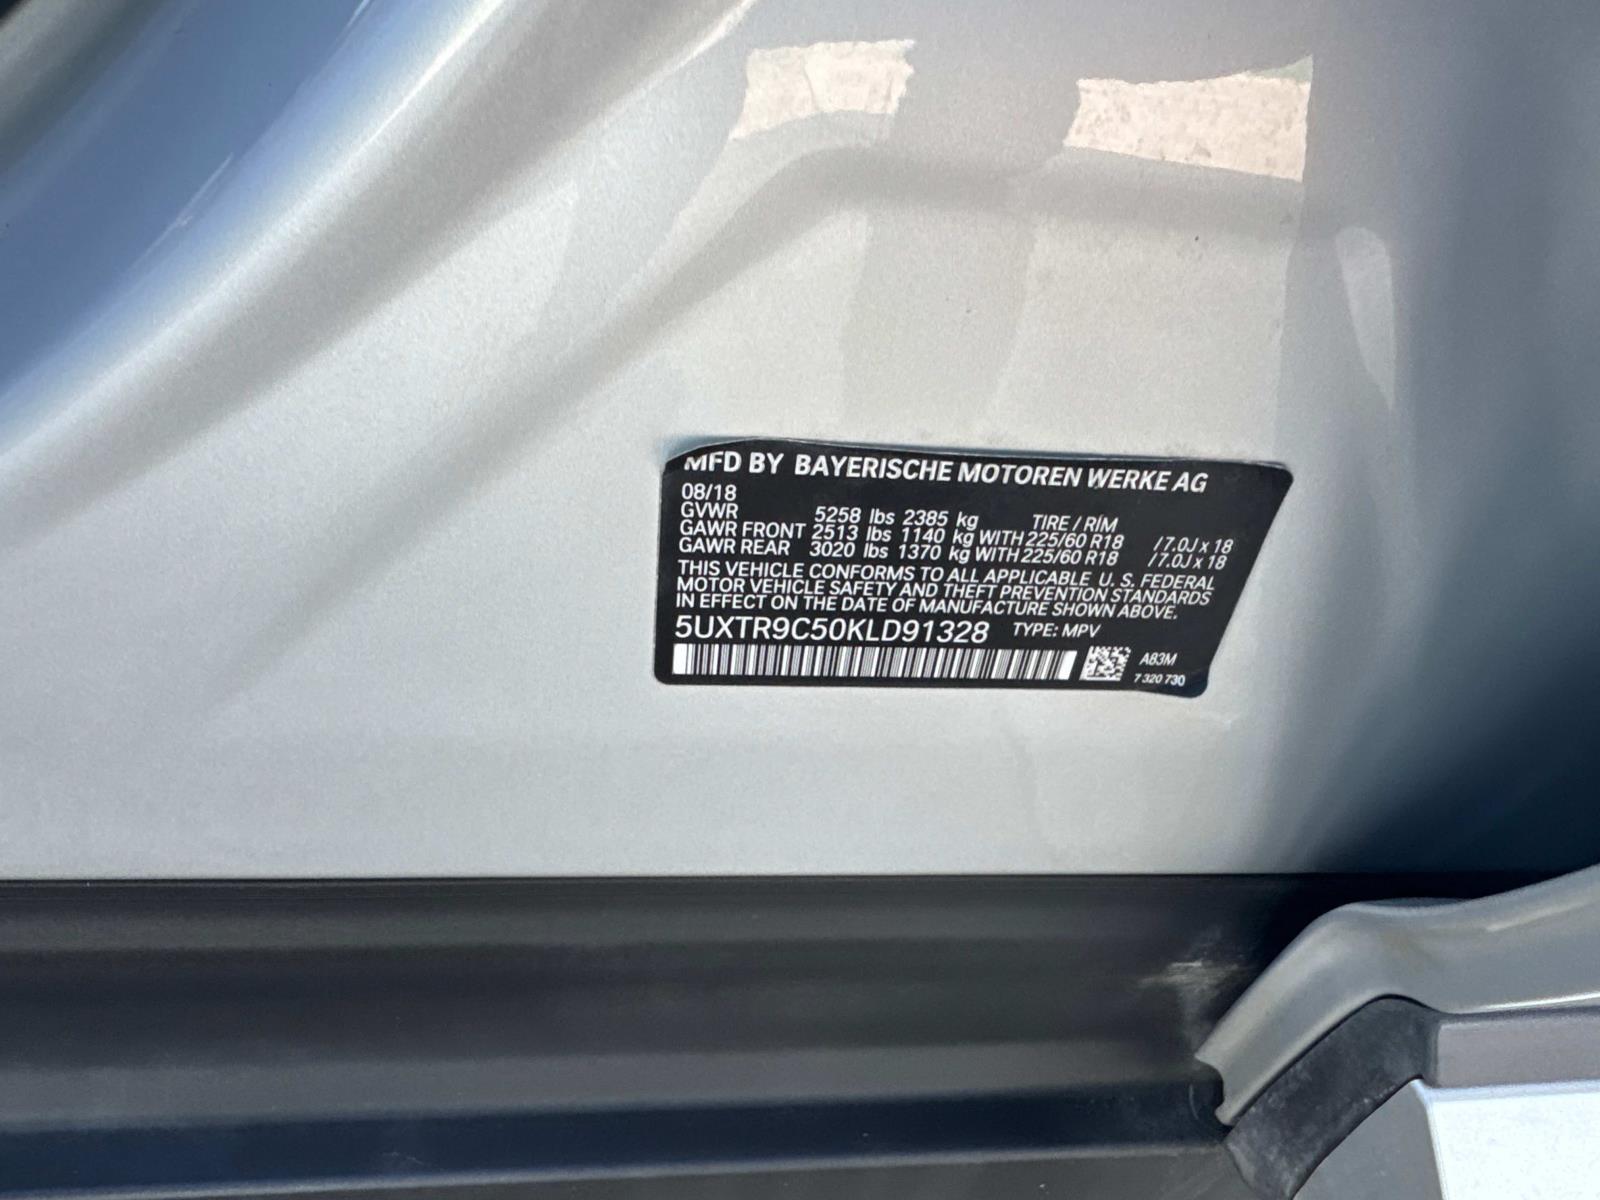 MFD BY BAYERISCHE MOTOREN WERKE AG
08/18
GVWR 5258 lbs 2385 kg TIRE / RIM
GAWR FRONT 2513 lbs 1140 kg WITH 225/60 R18 /7.0J x 18
GAWR REAR 3020 lbs 1370 kg WITH 225/60 R18 /7.0J x 18
THIS VEHICLE CONFORMS TO ALL APPLICABLE U. S. FEDERAL
MOTOR VEHICLE SAFETY AND THEFT PREVENTION STANDARDS
IN EFFECT ON THE DATE OF MANUFACTURE SHOWN ABOVE.
5UXTR9C50KLD91328 TYPE: MPV
A83M
7 320 730